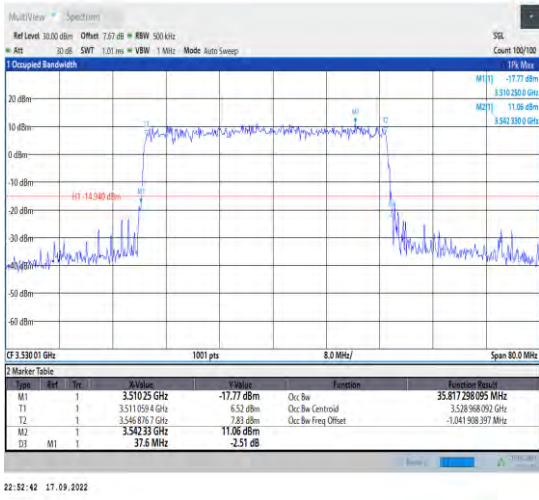 MultiView Spectrum
Ref Level 30.00 dBm Offset 7.67 dB RBW 500 kHz SGL
Att 30 dB SWT 1.01 ms VBW 1 MHz Mode Auto Sweep Count 100/100
1 Occupied Bandwidth 1Pk Max
M1[1] -17.77 dBm
3.510 250 0 GHz
M2[1] 11.06 dBm
3.542 330 0 GHz
20 dBm
10 dBm
0 dBm
-10 dBm
H1 -14.940 dBm
-20 dBm
-30 dBm
-40 dBm
-50 dBm
-60 dBm
T1
M2
T2
M1
CF 3.530 01 GHz 1001 pts 8.0 MHz/ Span 80.0 MHz
2 Marker Table
Type Ref Trc X-Value Y-Value Function Function Result
M1 1 3.510 25 GHz -17.77 dBm Occ Bw 35.817 298 095 MHz
T1 1 3.511 059 4 GHz 6.52 dBm Occ Bw Centroid 3.528 968 092 GHz
T2 1 3.546 876 7 GHz 7.83 dBm Occ Bw Freq Offset -1.041 908 397 MHz
M2 1 3.542 33 GHz 11.06 dBm
D3 M1 1 37.6 MHz -2.51 dB
22:52:42 17.09.2022